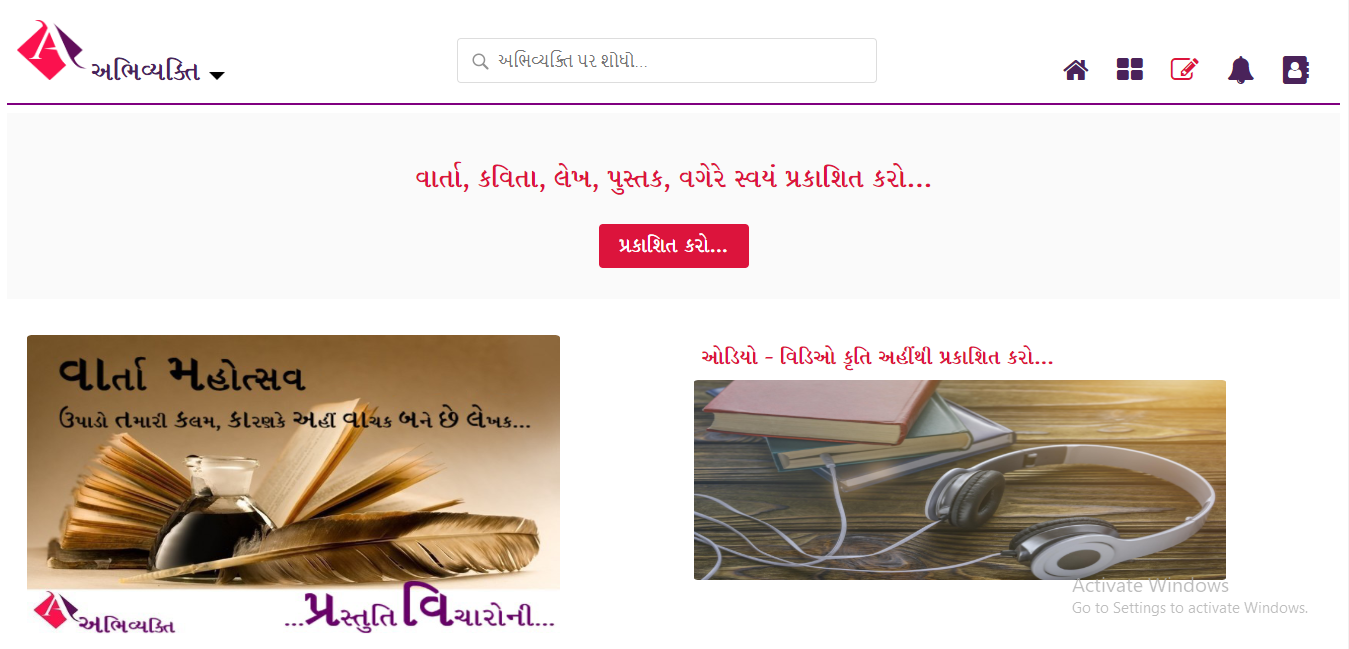 A
અભિવ્યક્તિ
અભિવ્યક્તિ પર શોધો...
વાર્તા, કવિતા, લેખ, પુસ્તક, વગેરે સ્વયં પ્રકાશિત કરો...
પ્રકાશિત કરો...
વાર્તા મહોત્સવ
ઉપાડો તમારી કલમ, કારણકે અહીં વાચક બને છે લેખક...
A
અભિવ્યક્તિ
...પ્રસ્તુતિ વિચારોની...
ઓડિયો - વિડિઓ કૃતિ અહીંથી પ્રકાશિત કરો...
Activate Windows
Go to Settings to activate Windows.